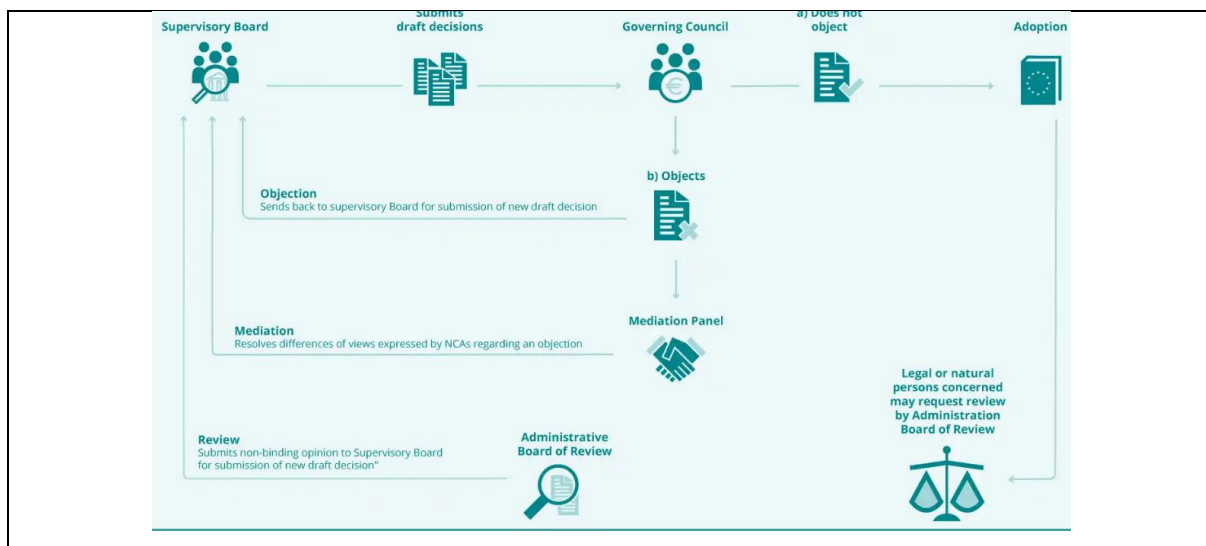 Supervisory Board
Submits
draft decisions
Governing Council
a) Does not
object
Adoption
b) Objects
Objection
Sends back to supervisory Board for submission of new draft decision
Mediation Panel
Mediation
Resolves differences of views expressed by NCAs regarding an objection
Legal or natural
persons concerned
may request review
by Administration
Board of Review
Administrative
Board of Review
Review
Submits non-binding opinion to Supervisory Board
for submission of new draft decision"